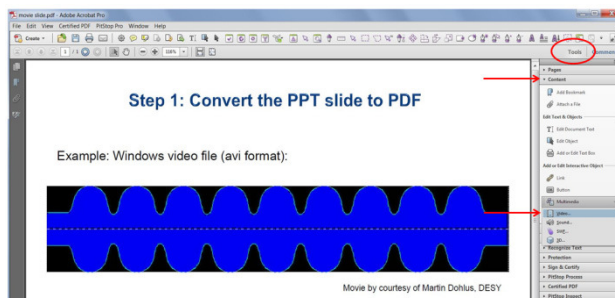 movie slide.pdf - Adobe Acrobat Pro
File Edit View Certified PDF PitStop Pro Window Help
Create
Tools
Comment
Pages
Content
Add Bookmark
Attach a File
Edit Text & Objects
Edit Document Text
Edit Object
Add or Edit Text Box
Add or Edit Interactive Object
Link
Button
Multimedia
Video...
Sound...
SWF...
3D...
Recognize Text
Protection
Sign & Certify
PitStop Process
Certified PDF
PitStop Inspect
Step 1: Convert the PPT slide to PDF
Example: Windows video file (avi format):
Movie by courtesy of Martin Dohlus, DESY